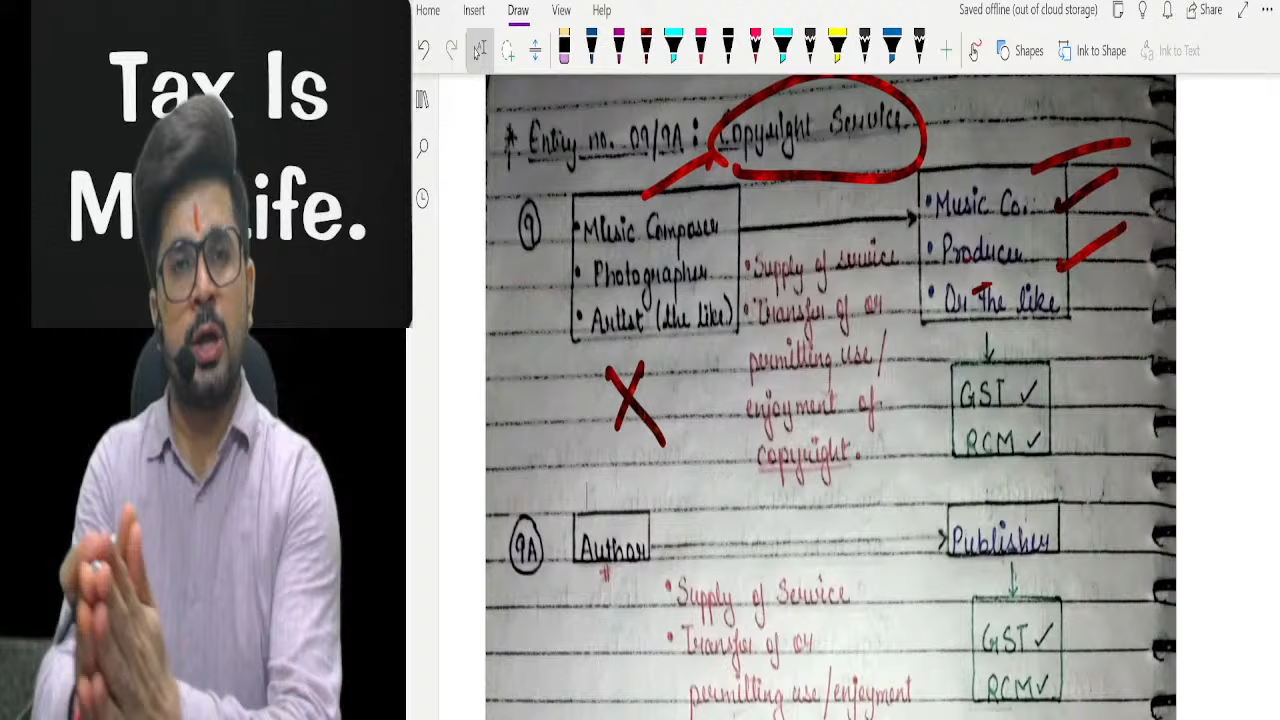 Tax Is
My Life.
Home Insert Draw View Help
Saved offline (out of cloud storage)
Share
Shapes
Ink to Shape
Ink to Text
* Entry no. 09/9A : Copyright Service
9
• Music Composer
• Photographer
• Artist (the like)
• Supply of service
• Transfer of or
permitting use/
enjoyment of
copyright.
• Music Co.
• Producer
• Or the like
GST ✓
RCM ✓
9A
Author
#
Publisher
• Supply of Service
• Transfer of or
permitting use/enjoyment
GST ✓
RCM ✓